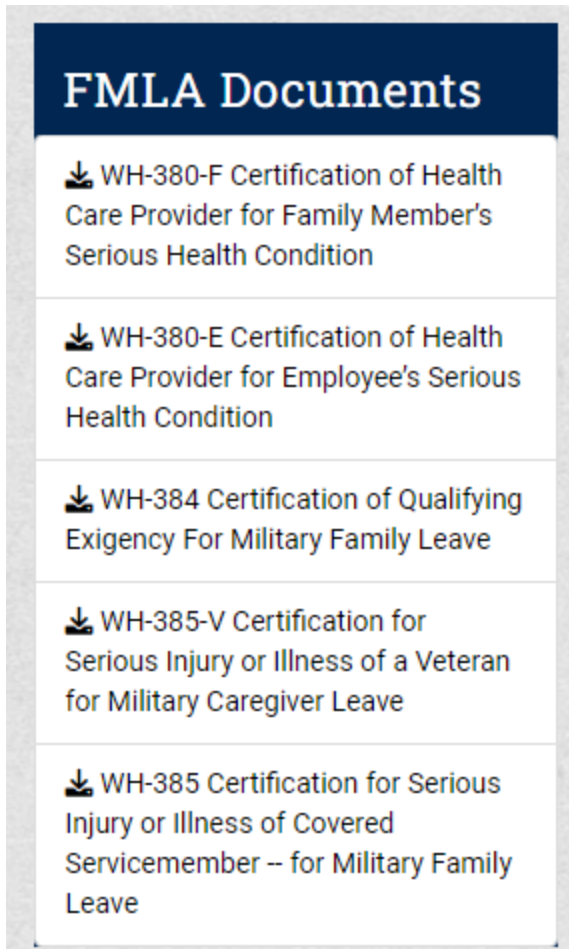 FMLA Documents
WH-380-F Certification of Health
Care Provider for Family Member’s
Serious Health Condition
WH-380-E Certification of Health
Care Provider for Employee’s Serious
Health Condition
WH-384 Certification of Qualifying
Exigency For Military Family Leave
WH-385-V Certification for
Serious Injury or Illness of a Veteran
for Military Caregiver Leave
WH-385 Certification for Serious
Injury or Illness of Covered
Servicemember -- for Military Family
Leave